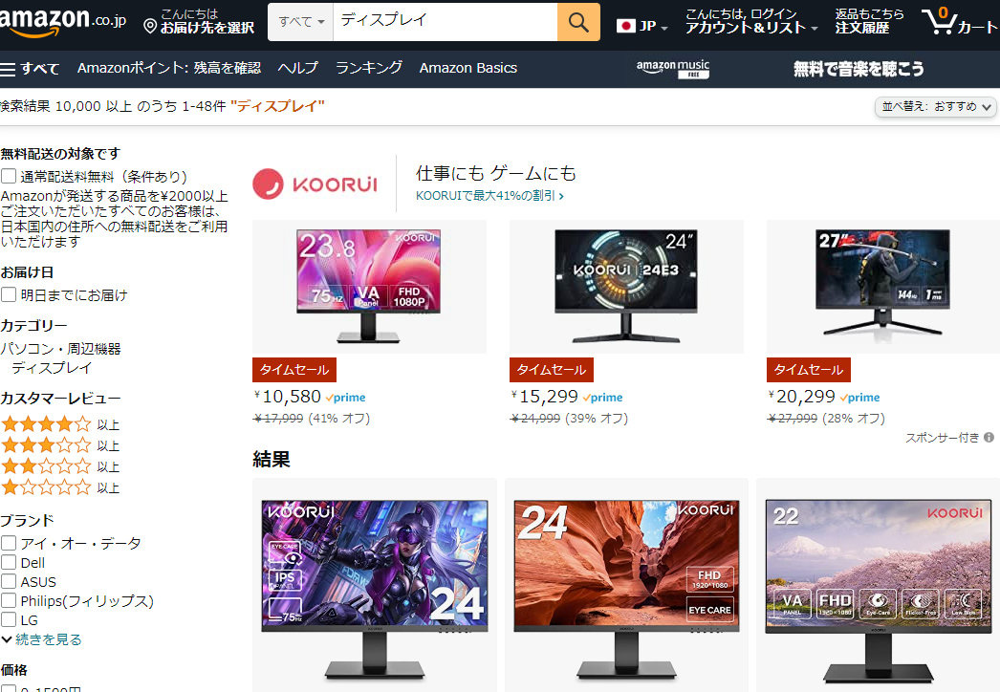 amazon.co.jp
こんにちは
お届け先を選択
すべて
ディスプレイ
JP
こんにちは, ログイン
アカウント&リスト
返品もこちら
注文履歴
0
カート
すべて
Amazonポイント: 残高を確認
ヘルプ
ランキング
Amazon Basics
amazon music
FREE
無料で音楽を聴こう
検索結果 10,000 以上 のうち 1-48件 "ディスプレイ"
並べ替え: おすすめ
無料配送の対象です
通常配送料無料（条件あり）
Amazonが発送する商品を¥2000以上
ご注文いただいたすべてのお客様は、
日本国内の住所への無料配送をご利用
いただけます
お届け日
明日までにお届け
カテゴリー
パソコン・周辺機器
ディスプレイ
カスタマーレビュー
以上
以上
以上
以上
ブランド
アイ・オー・データ
Dell
ASUS
Philips(フィリップス)
LG
続きを見る
価格
0-1500円
KOORUI
仕事にも ゲームにも
KOORUIで最大41%の割引
23.8
KOORUI
75HZ
VA
Panel
FHD
1080P
24"
KOORUI
24E3
27"
144Hz
1ms
タイムセール
タイムセール
タイムセール
¥10,580 prime
¥15,299 prime
¥20,299 prime
¥17,999 (41% オフ)
¥24,999 (39% オフ)
¥27,999 (28% オフ)
スポンサー付き
結果
KOORUI
EYE CARE
IPS
PANEL
75Hz
24
24
KOORUI
FHD
1920*1080
EYE CARE
22
KOORUI
VA
PANEL
FHD
1920×1080
Eye-Care
Flicker-Free
Low Blue